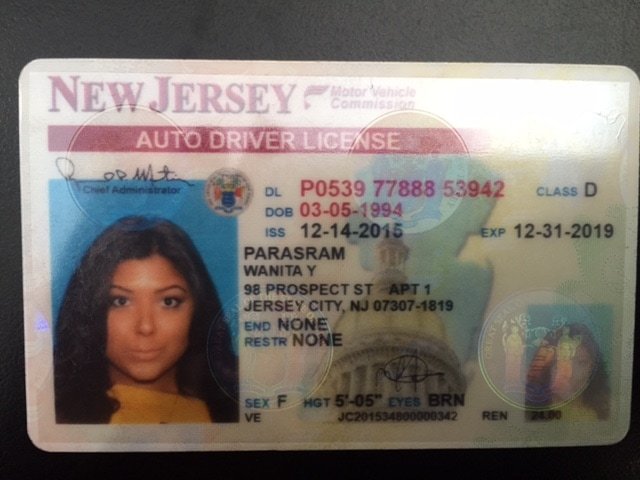 NEW JERSEY Motor Vehicle Commission
AUTO DRIVER LICENSE
Chief Administrator
DL P0539 77888 53942 CLASS D
DOB 03-05-1994
ISS 12-14-2015 EXP 12-31-2019
PARASRAM
WANITA Y
98 PROSPECT ST APT 1
JERSEY CITY, NJ 07307-1819
END NONE
RESTR NONE
SEX F HGT 5'-05" EYES BRN
VE JC201534800000342 REN 24.00